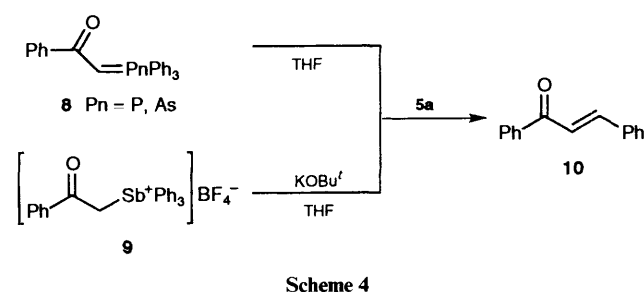 O
Ph
PnPh₃
8 Pn = P, As
THF
5a
O
Ph
Ph
10
O
Ph
Sb⁺Ph₃
BF₄⁻
9
KOBuᵗ
THF
Scheme 4